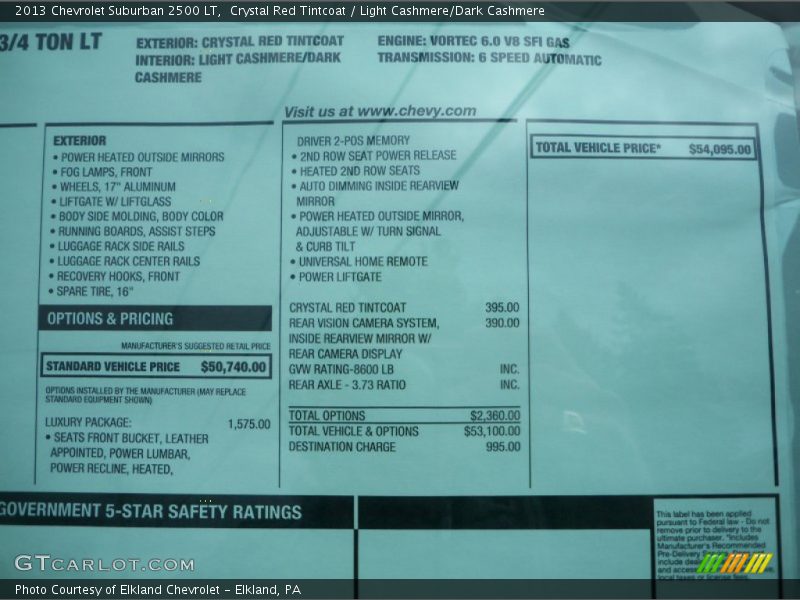 2013 Chevrolet Suburban 2500 LT,  Crystal Red Tintcoat / Light Cashmere/Dark Cashmere
3/4 TON LT
EXTERIOR: CRYSTAL RED TINTCOAT
INTERIOR: LIGHT CASHMERE/DARK
CASHMERE
ENGINE: VORTEC 6.0 V8 SFI GAS
TRANSMISSION: 6 SPEED AUTOMATIC
Visit us at www.chevy.com
EXTERIOR
• POWER HEATED OUTSIDE MIRRORS
• FOG LAMPS, FRONT
• WHEELS, 17" ALUMINUM
• LIFTGATE W/ LIFTGLASS
• BODY SIDE MOLDING, BODY COLOR
• RUNNING BOARDS, ASSIST STEPS
• LUGGAGE RACK SIDE RAILS
• LUGGAGE RACK CENTER RAILS
• RECOVERY HOOKS, FRONT
• SPARE TIRE, 16"
OPTIONS & PRICING
MANUFACTURER'S SUGGESTED RETAIL PRICE
STANDARD VEHICLE PRICE $50,740.00
OPTIONS INSTALLED BY THE MANUFACTURER (MAY REPLACE
STANDARD EQUIPMENT SHOWN)
LUXURY PACKAGE: 1,575.00
• SEATS FRONT BUCKET, LEATHER
APPOINTED, POWER LUMBAR,
POWER RECLINE, HEATED,
DRIVER 2-POS MEMORY
• 2ND ROW SEAT POWER RELEASE
• HEATED 2ND ROW SEATS
• AUTO DIMMING INSIDE REARVIEW
MIRROR
• POWER HEATED OUTSIDE MIRROR,
ADJUSTABLE W/ TURN SIGNAL
& CURB TILT
• UNIVERSAL HOME REMOTE
• POWER LIFTGATE
CRYSTAL RED TINTCOAT 395.00
REAR VISION CAMERA SYSTEM, 390.00
INSIDE REARVIEW MIRROR W/
REAR CAMERA DISPLAY
GVW RATING-8600 LB INC.
REAR AXLE - 3.73 RATIO INC.
TOTAL OPTIONS $2,360.00
TOTAL VEHICLE & OPTIONS $53,100.00
DESTINATION CHARGE 995.00
TOTAL VEHICLE PRICE* $54,095.00
GOVERNMENT 5-STAR SAFETY RATINGS
This label has been applied
pursuant to Federal law - Do not
remove prior to delivery to the
ultimate purchaser. *Includes
Manufacturer's Recommended
Pre-Delivery
include
and
local taxes or license fees.
GTCARLOT.COM
Photo Courtesy of Elkland Chevrolet – Elkland, PA